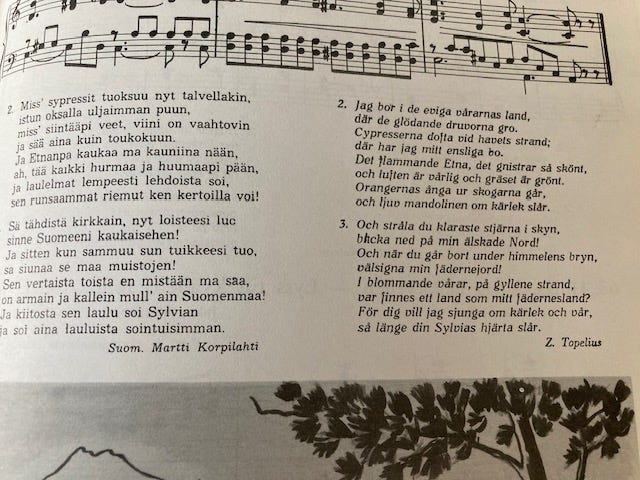 2. Miss' sypressit tuoksuu nyt talvellakin,
istun oksalla uljaimman puun,
miss' siintääpi veet, viini on vaahtovin
ja sää aina kuin toukokuun.
Ja Etnanpa kaukaa ma kauniina nään,
ah, tää kaikki hurmaa ja huumaapi pään,
ja laulelmat lempeesti lehdoista soi,
sen runsaammat riemut ken kertoilla voi!
Sä tähdistä kirkkain, nyt loisteesi luo
sinne Suomeeni kaukaisehen!
Ja sitten kun sammuu sun tuikkeesi tuo,
sa siunaa se maa muistojen!
Sen vertaista toista en mistään ma saa,
on armain ja kallein mull' ain Suomenmaa!
Ja kiitosta sen laulu soi Sylvian
ja soi aina lauluista sointuisimman.
Suom. Martti Korpilahti
2. Jag bor i de eviga vårarnas land,
där de glödande druvorna gro.
Cypresserna dofta vid havets strand;
där har jag mitt ensliga bo.
Det flammande Etna, det gnistrar så skönt,
och luften är vårlig och gräset är grönt.
Orangernas ånga ur skogarna går,
och ljuv mandolinen om kärlek slår.
3. Och stråla du klaraste stjärna i skyn,
blicka ned på min älskade Nord!
Och när du går bort under himmelens bryn,
välsigna min fädernejord!
I blommande vårar, på gyllene strand,
var finnes ett land som mitt fädernesland?
För dig vill jag sjunga om kärlek och vår,
så länge din Sylvias hjärta slår.
Z. Topelius